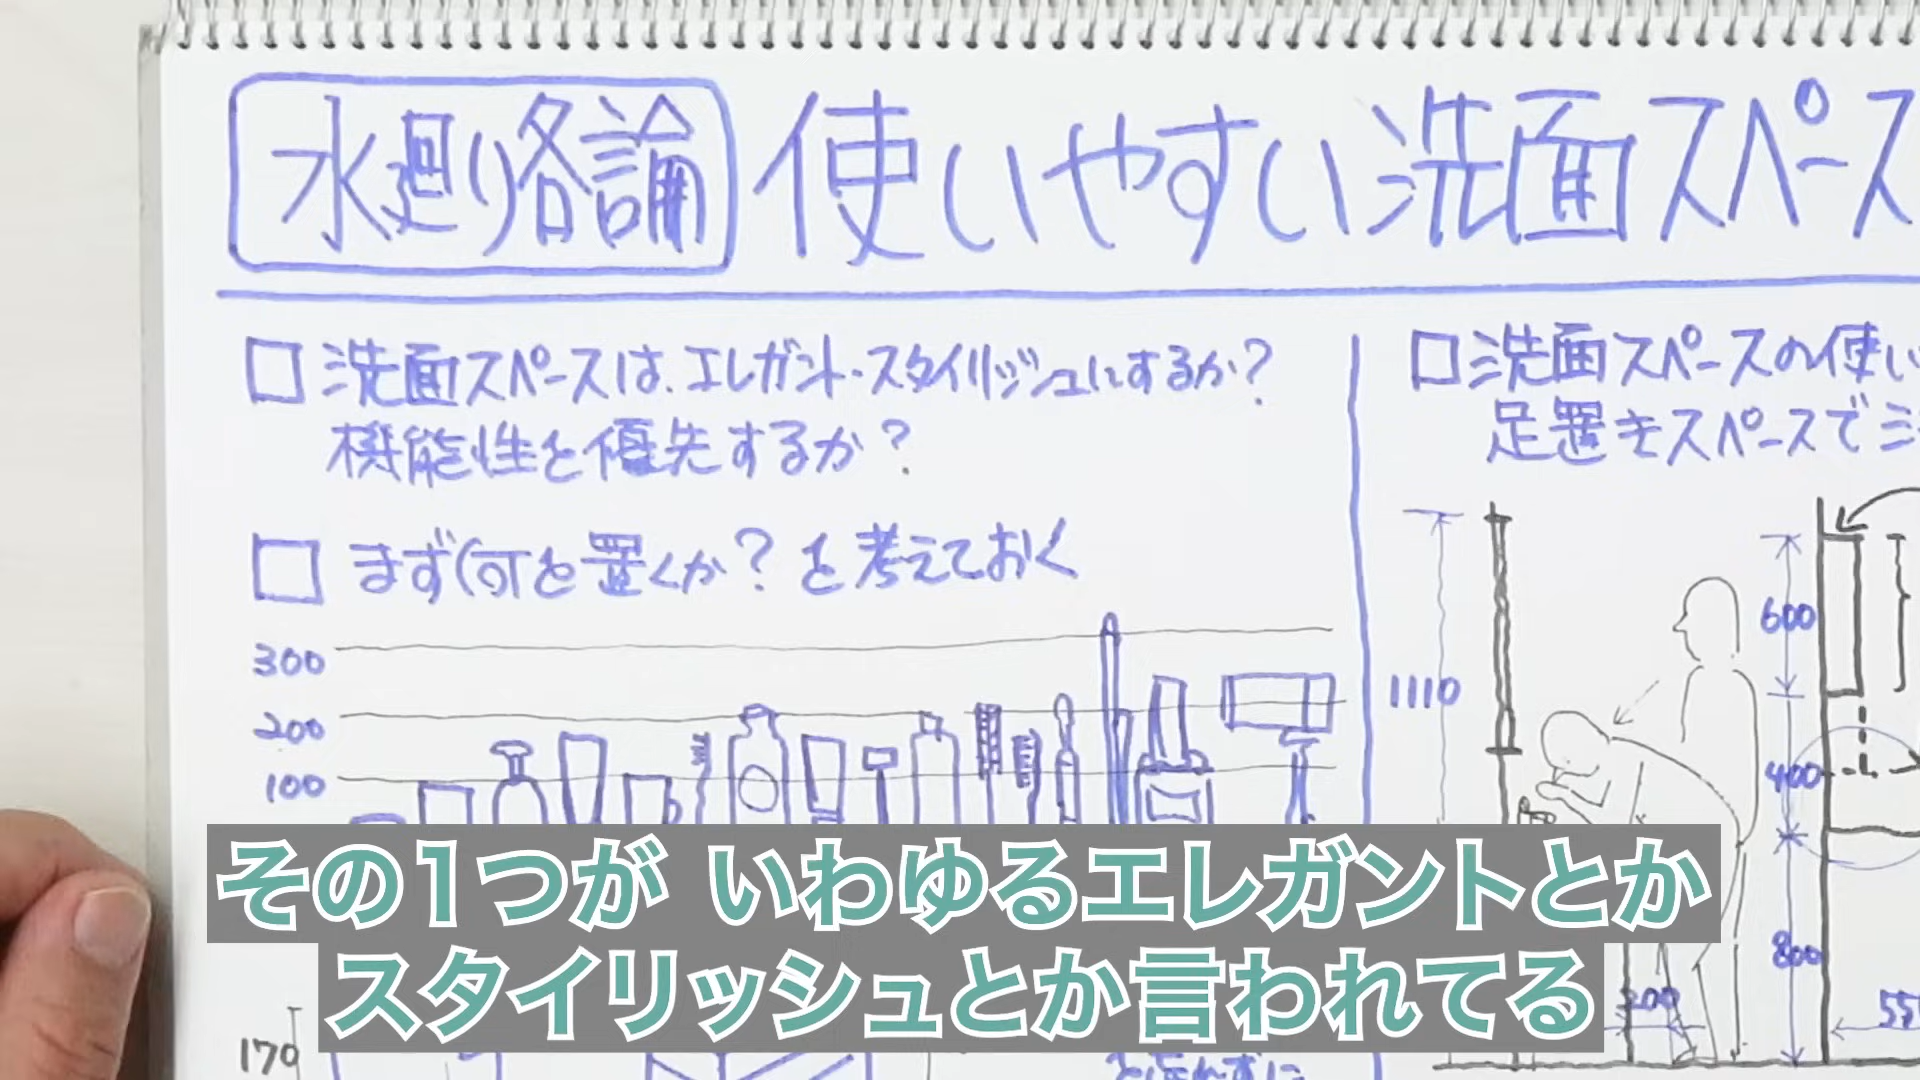 水廻り各論 使いやすい洗面スペース
□ 洗面スペースは、エレガント・スタイリッシュにするか?
機能性を優先するか?
□ まず何を置くか?を考えておく
300
200
100
170
□ 洗面スペースの使い
足置きスペースで
1110
600
400
800
200
55
その1つが いわゆるエレガントとか
スタイリッシュとか言われてる